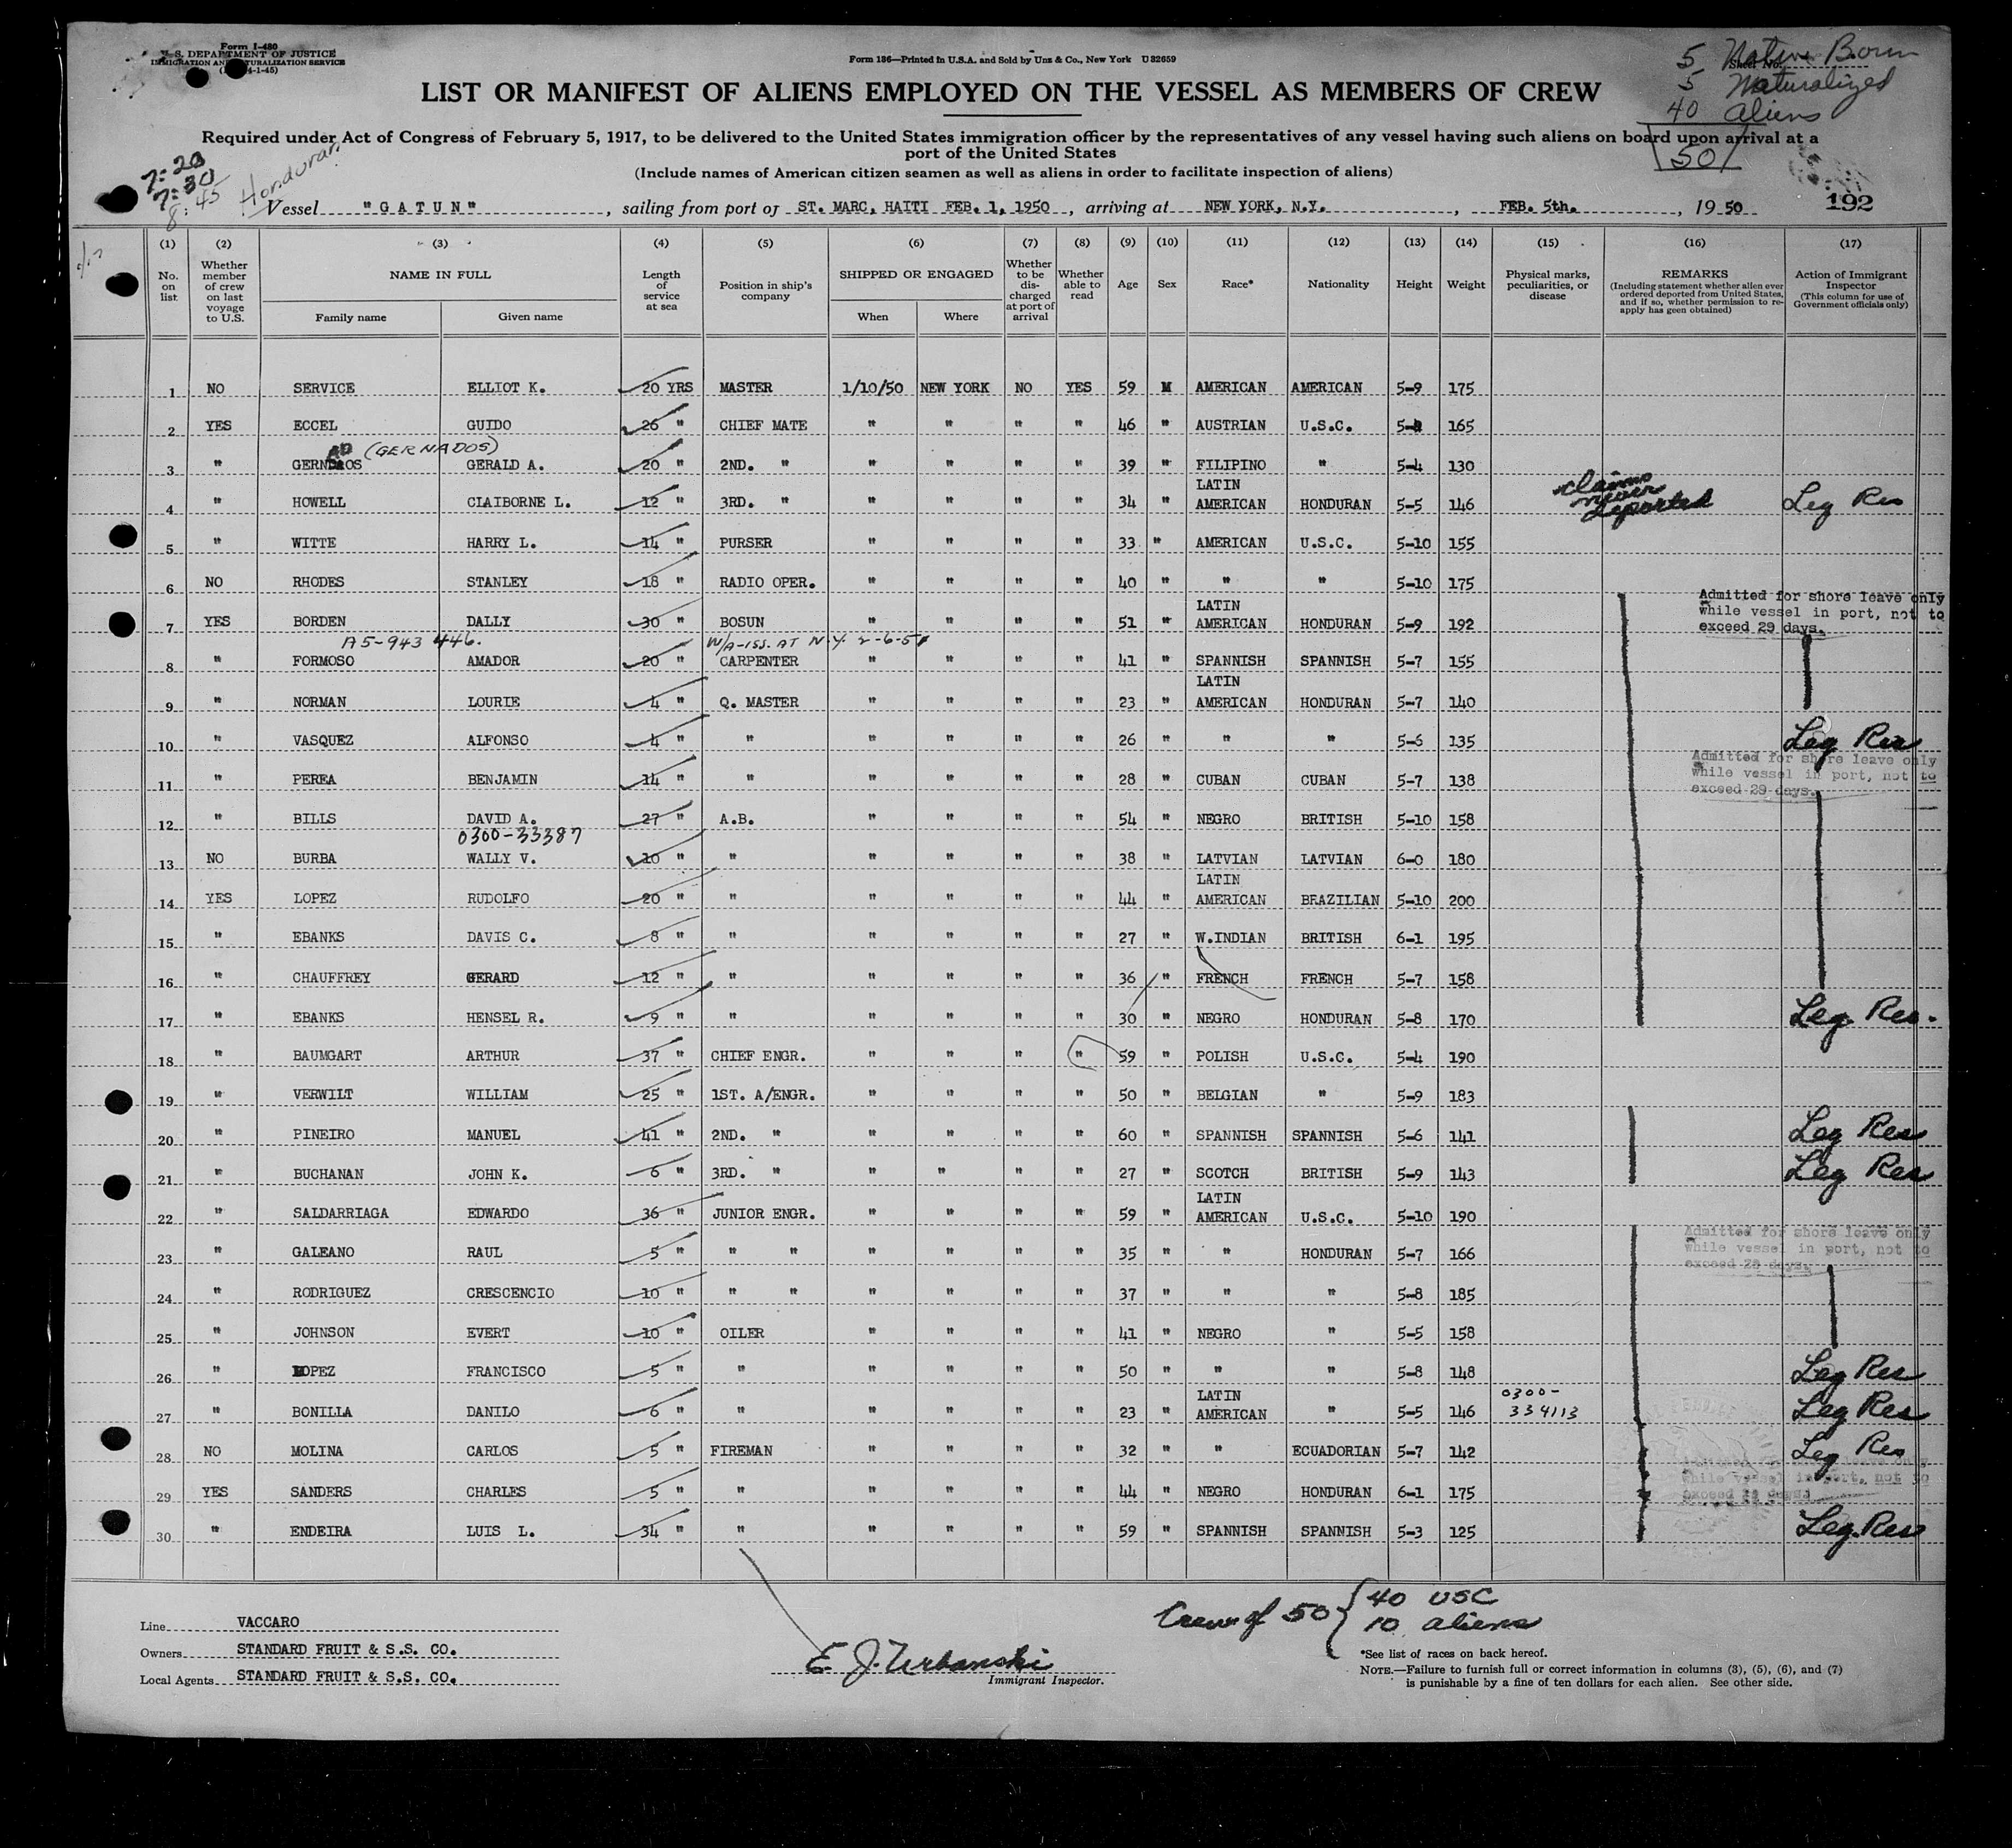 Form I-480
U. S. DEPARTMENT OF JUSTICE
IMMIGRATION AND NATURALIZATION SERVICE
Form 186—Printed in U.S.A. and Sold by Unz & Co., New York U 82659
Sheet No.
5 Native Born
5 Naturalized
40 Aliens
50
LIST OR MANIFEST OF ALIENS EMPLOYED ON THE VESSEL AS MEMBERS OF CREW
Required under Act of Congress of February 5, 1917, to be delivered to the United States immigration officer by the representatives of any vessel having such aliens on board upon arrival at a
port of the United States
(Include names of American citizen seamen as well as aliens in order to facilitate inspection of aliens)
7:20
7:30
8:45
Honduran
Vessel "GATUN", sailing from port of ST. MARC, HAITI FEB. 1, 1950, arriving at NEW YORK, N.Y., FEB. 5th., 19 50
192
(1) (2) (3) (4) (5) (6) (7) (8) (9) (10) (11) (12) (13) (14) (15) (16) (17)
No. on list
Whether member of crew on last voyage to U.S.
NAME IN FULL
Family name
Given name
Length of service at sea
Position in ship's company
SHIPPED OR ENGAGED
When
Where
Whether to be discharged at port of arrival
Whether able to read
Age
Sex
Race*
Nationality
Height
Weight
Physical marks, peculiarities, or disease
REMARKS
(Including statement whether alien ever ordered deported from United States, and if so, whether permission to reapply has geen obtained)
Action of Immigrant Inspector
(This column for use of Government officials only)
1 NO SERVICE ELLIOT K. 20 YRS MASTER 1/10/50 NEW YORK NO YES 59 M AMERICAN AMERICAN 5-9 175
2 YES ECCEL GUIDO 26 " CHIEF MATE " " " " 46 " AUSTRIAN U.S.C. 165
(GERNADOS)
3 " GERNADOS GERALD A. 20 " 2ND. " " " " " 39 " FILIPINO " 5-4 130
4 " HOWELL CLAIBORNE L. 12 " 3RD. " " " " " 34 " LATIN AMERICAN HONDURAN 5-5 146 claims never deported Leg Res
5 " WITTE HARRY L. 14 " PURSER " " " " 33 " AMERICAN U.S.C. 5-10 155
6 NO RHODES STANLEY 18 " RADIO OPER. " " " " 40 " " " 5-10 175
7 YES BORDEN DALLY 30 " BOSUN " " " " 51 " LATIN AMERICAN HONDURAN 5-9 192 Admitted for shore leave only while vessel in port, not to exceed 29 days.
A5-943 446. W/A-ISS. AT N.Y. 2-6-51
8 " FORMOSO AMADOR 20 " CARPENTER " " " " 41 " SPANNISH SPANNISH 5-7 155
9 " NORMAN LOURIE 4 " Q. MASTER " " " " 23 " LATIN AMERICAN HONDURAN 5-7 140
10 " VASQUEZ ALFONSO 4 " " " " " " 26 " " " 5-6 135 Leg Res
11 " PEREA BENJAMIN 14 " " " " " " 28 " CUBAN CUBAN 5-7 138 Admitted for shore leave only while vessel in port, not to exceed 29 days.
12 " BILLS DAVID A. 27 " A.B. " " " " 54 " NEGRO BRITISH 5-10 158
0300-33387
13 NO BURBA WALLY V. 10 " " " " " " 38 " LATVIAN LATVIAN 6-0 180
14 YES LOPEZ RUDOLFO 20 " " " " " " 44 " LATIN AMERICAN BRAZILIAN 5-10 200
15 " EBANKS DAVIS C. 8 " " " " " " 27 " W.INDIAN BRITISH 6-1 195
16 " CHAUFFREY GERARD 12 " " " " " " 36 " FRENCH FRENCH 5-7 158
17 " EBANKS HENSEL R. 9 " " " " " " 30 " NEGRO HONDURAN 5-8 170 Leg. Res.
18 " BAUMGART ARTHUR 37 " CHIEF ENGR. " " " " 59 " POLISH U.S.C. 5-4 190
19 " VERWILT WILLIAM 25 " 1ST. A/ENGR. " " " " 50 " BELGIAN " 5-9 183
20 " PINEIRO MANUEL 41 " 2ND. " " " " " 60 " SPANNISH SPANNISH 5-6 141 Leg Res
21 " BUCHANAN JOHN K. 6 " 3RD. " " " " " 27 " SCOTCH BRITISH 5-9 143 Leg Res
22 " SALDARRIAGA EDWARDO 36 " JUNIOR ENGR. " " " " 59 " LATIN AMERICAN U.S.C. 5-10 190
23 " GALEANO RAUL 5 " " " " " " " 35 " " HONDURAN 5-7 166 Admitted for shore leave only while vessel in port, not to exceed 29 days.
24 " RODRIGUEZ CRESCENCIO 10 " " " " " " " 37 " " " 5-8 185
25 " JOHNSON EVERT 10 " OILER " " " " 41 " NEGRO " 5-5 158
26 " LOPEZ FRANCISCO 5 " " " " " " 50 " " " 5-8 148 Leg Res
27 " BONILLA DANILO 6 " " " " " " 23 " LATIN AMERICAN " 5-5 146 0300-334113 Leg Res
28 NO MOLINA CARLOS 5 " FIREMAN " " " " 32 " " ECUADORIAN 5-7 142 Leg Res
29 YES SANDERS CHARLES 5 " " " " " " 44 " NEGRO HONDURAN 6-1 175 Admitted for shore leave only while vessel in port, not to exceed 29 days.
30 " ENDEIRA LUIS L. 34 " " " " " " 59 " SPANNISH SPANNISH 5-3 125 Leg. Res
Line VACCARO
Owners STANDARD FRUIT & S.S. CO.
Local Agents STANDARD FRUIT & S.S. CO.
E. J. Urbanski
Immigrant Inspector.
Crew of 50 { 40 USC
10 aliens
*See list of races on back hereof.
NOTE.—Failure to furnish full or correct information in columns (3), (5), (6), and (7)
is punishable by a fine of ten dollars for each alien. See other side.